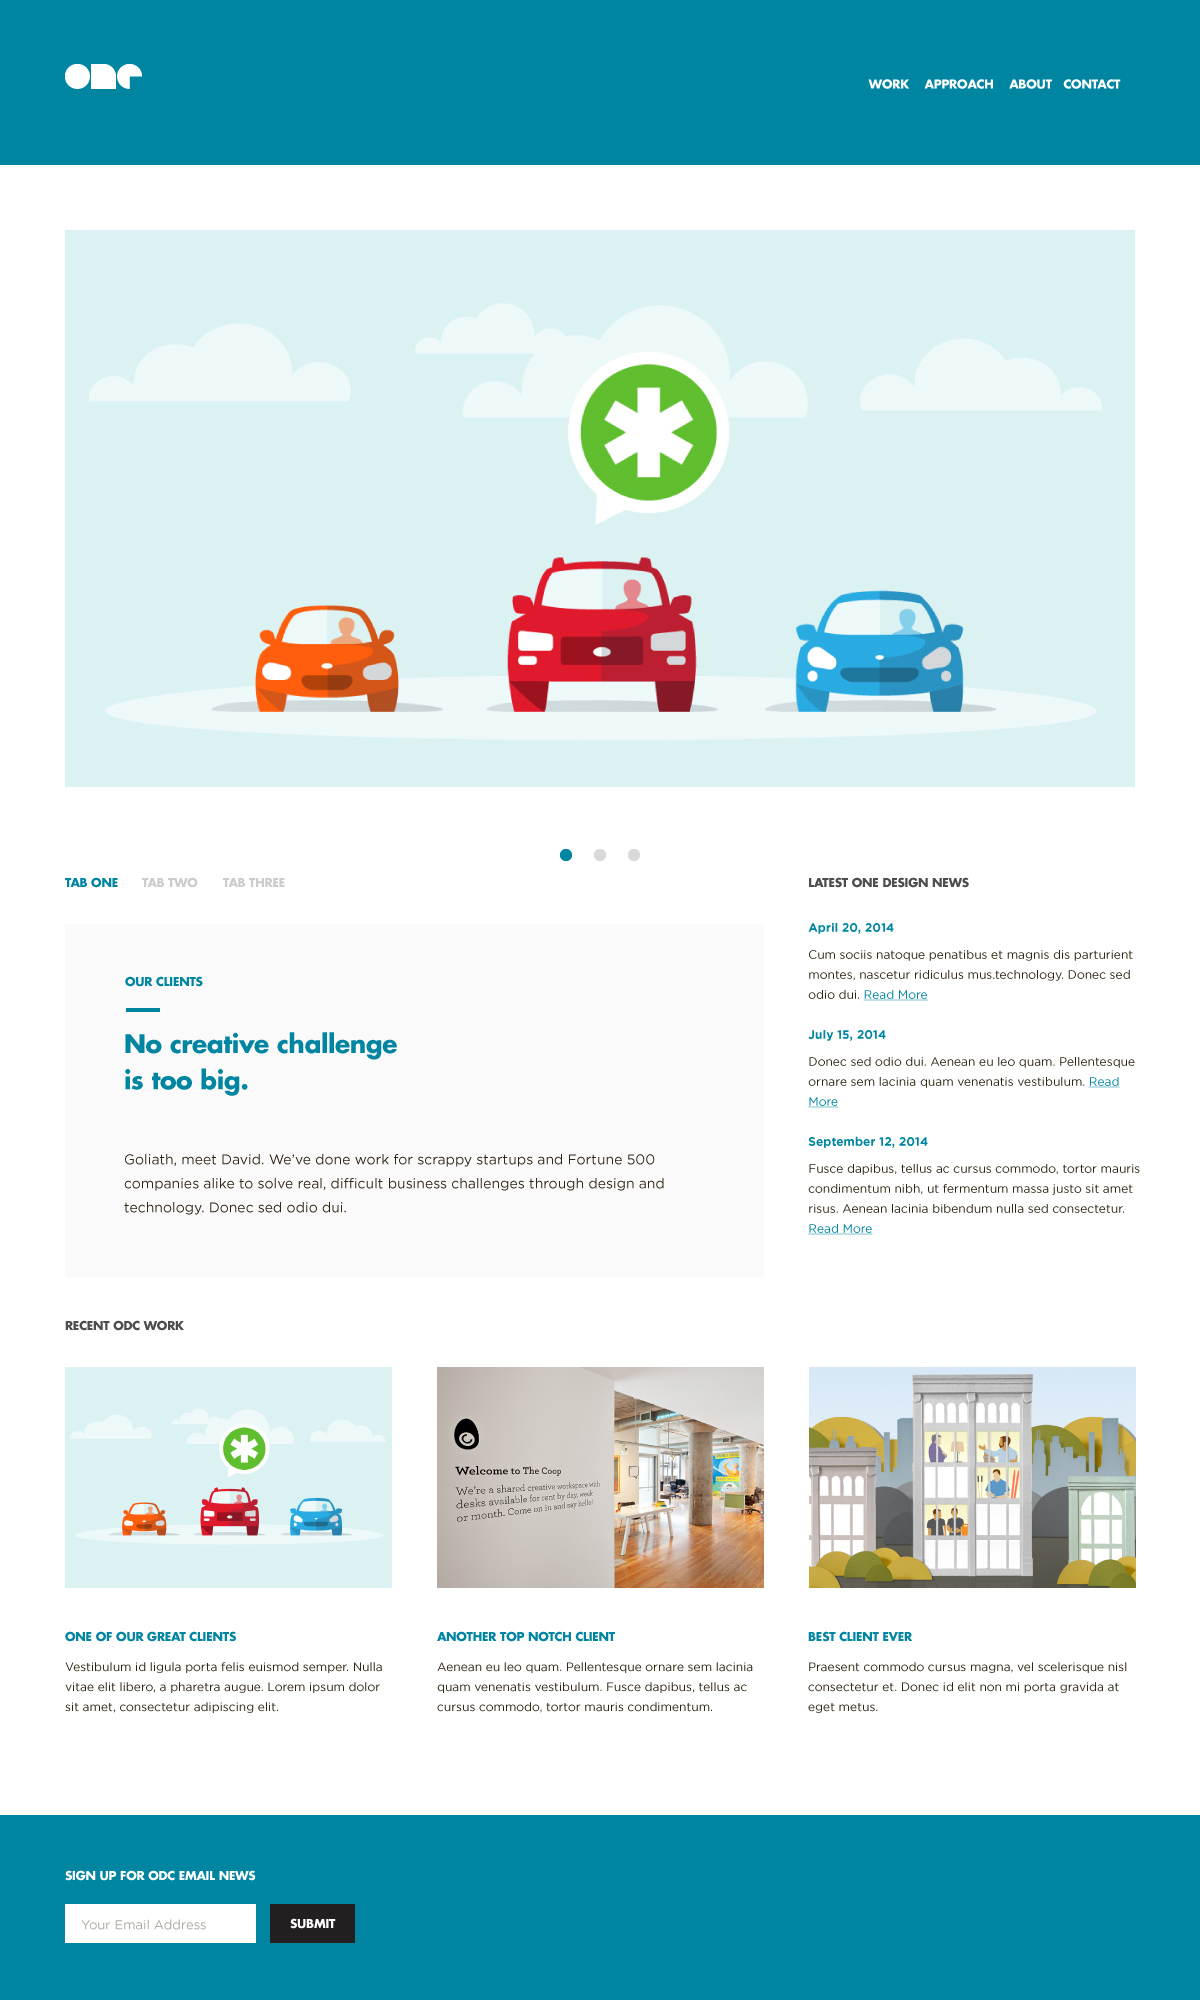 one
WORK APPROACH ABOUT CONTACT
TAB ONE TAB TWO TAB THREE
OUR CLIENTS
No creative challenge
is too big.
Goliath, meet David. We’ve done work for scrappy startups and Fortune 500
companies alike to solve real, difficult business challenges through design and
technology. Donec sed odio dui.
LATEST ONE DESIGN NEWS
April 20, 2014
Cum sociis natoque penatibus et magnis dis parturient
montes, nascetur ridiculus mus.technology. Donec sed
odio dui. Read More
July 15, 2014
Donec sed odio dui. Aenean eu leo quam. Pellentesque
ornare sem lacinia quam venenatis vestibulum. Read
More
September 12, 2014
Fusce dapibus, tellus ac cursus commodo, tortor mauris
condimentum nibh, ut fermentum massa justo sit amet
risus. Aenean lacinia bibendum nulla sed consectetur.
Read More
RECENT ODC WORK
Welcome to The Coop
We're a shared creative workspace with
desks available for rent by day, week
or month. Come on in and say hello!
ONE OF OUR GREAT CLIENTS
Vestibulum id ligula porta felis euismod semper. Nulla
vitae elit libero, a pharetra augue. Lorem ipsum dolor
sit amet, consectetur adipiscing elit.
ANOTHER TOP NOTCH CLIENT
Aenean eu leo quam. Pellentesque ornare sem lacinia
quam venenatis vestibulum. Fusce dapibus, tellus ac
cursus commodo, tortor mauris condimentum.
BEST CLIENT EVER
Praesent commodo cursus magna, vel scelerisque nisl
consectetur et. Donec id elit non mi porta gravida at
eget metus.
SIGN UP FOR ODC EMAIL NEWS
Your Email Address
SUBMIT